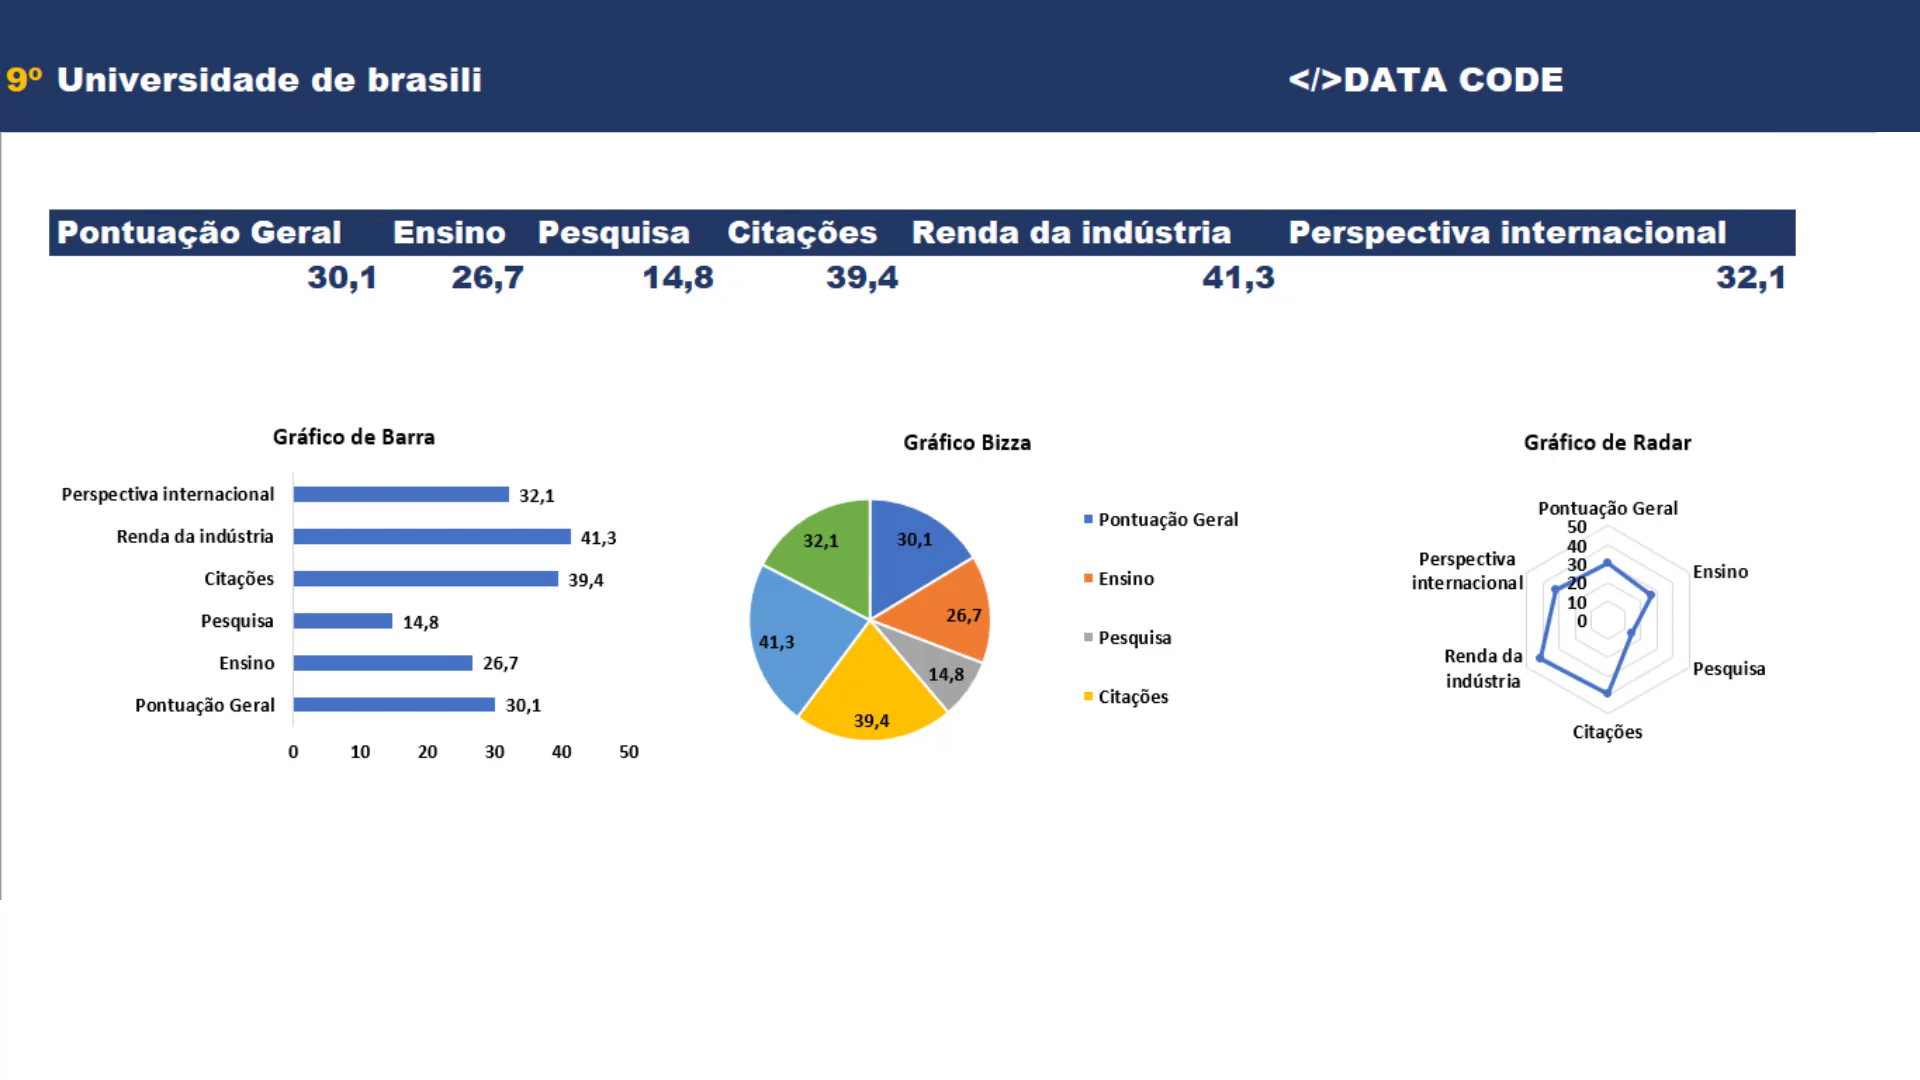 9º Universidade de brasili
</>DATA CODE
Pontuação Geral Ensino Pesquisa Citações Renda da indústria Perspectiva internacional
30,1 26,7 14,8 39,4 41,3 32,1
Gráfico de Barra
Perspectiva internacional 32,1
Renda da indústria 41,3
Citações 39,4
Pesquisa 14,8
Ensino 26,7
Pontuação Geral 30,1
0 10 20 30 40 50
Gráfico Bizza
32,1 30,1
26,7
41,3
14,8
39,4
Pontuação Geral
Ensino
Pesquisa
Citações
Gráfico de Radar
Pontuação Geral
50
40
30
20
10
0
Ensino
Pesquisa
Citações
Renda da
indústria
Perspectiva
internacional